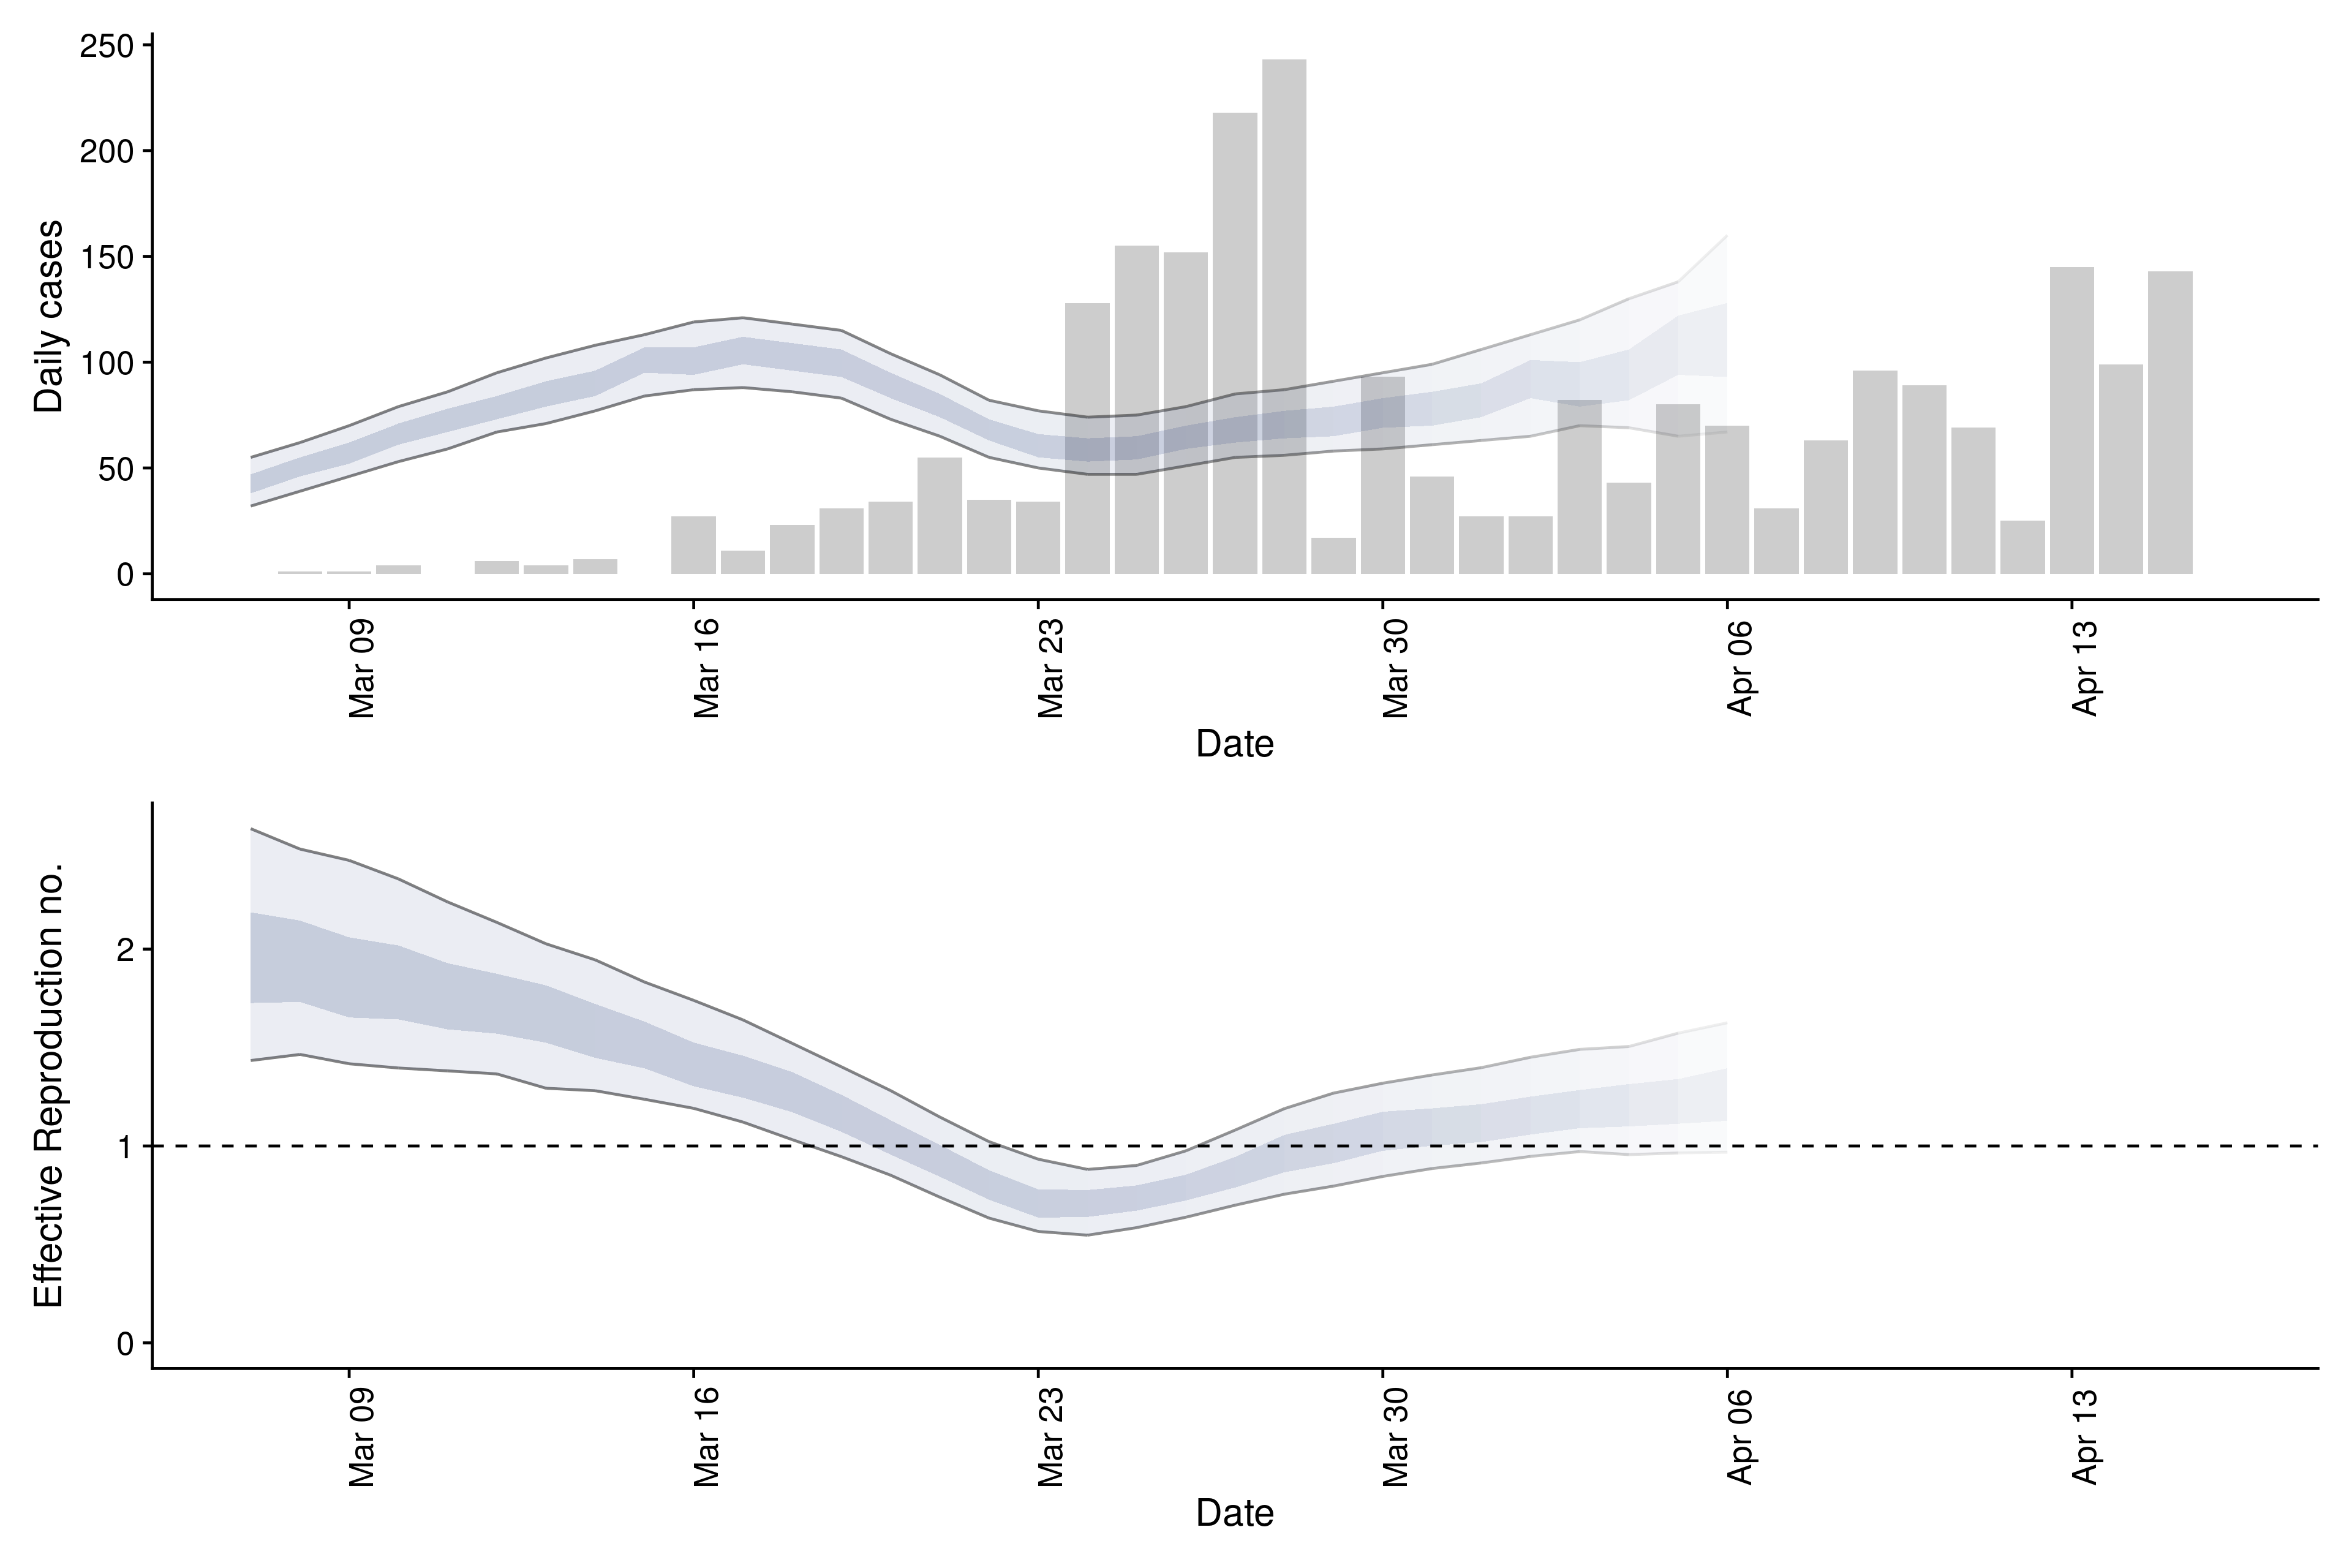 250
200
150
100
50
0
Daily cases
Mar 09
Mar 16
Mar 23
Mar 30
Apr 06
Apr 13
Date
2
1
0
Effective Reproduction no.
Mar 09
Mar 16
Mar 23
Mar 30
Apr 06
Apr 13
Date